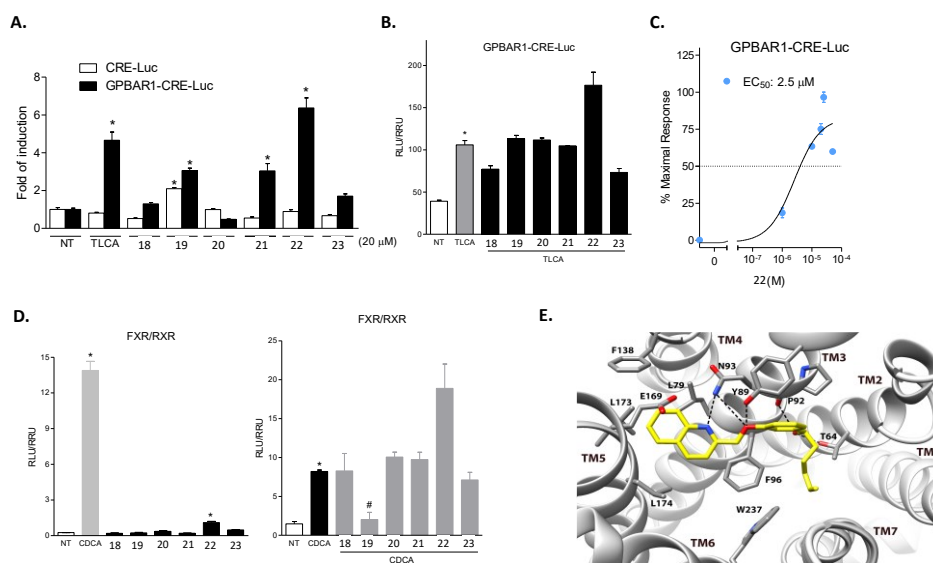 A.
CRE-Luc
GPBAR1-CRE-Luc
Fold of induction
8
6
4
2
0
* * * * * *
NT TLCA 18 19 20 21 22 23 (20 µM)
B.
GPBAR1-CRE-Luc
RLU/RRU
200
150
100
50
0
*
NT TLCA 18 19 20 21 22 23
TLCA
C.
GPBAR1-CRE-Luc
EC50: 2.5 µM
% Maximal Response
125
100
75
50
25
0
0 10-7 10-6 10-5 10-4
22(M)
D.
FXR/RXR
RLU/RRU
15
12
9
6
3
0
* *
NT CDCA 18 19 20 21 22 23
FXR/RXR
RLU/RRU
25
20
15
10
5
0
* #
NT CDCA 18 19 20 21 22 23
CDCA
E.
TM4
F138
N93
TM3
L79
Y89
TM2
L173
E169
P92
T64
TM5
TM
F96
L174
W237
TM6
TM7